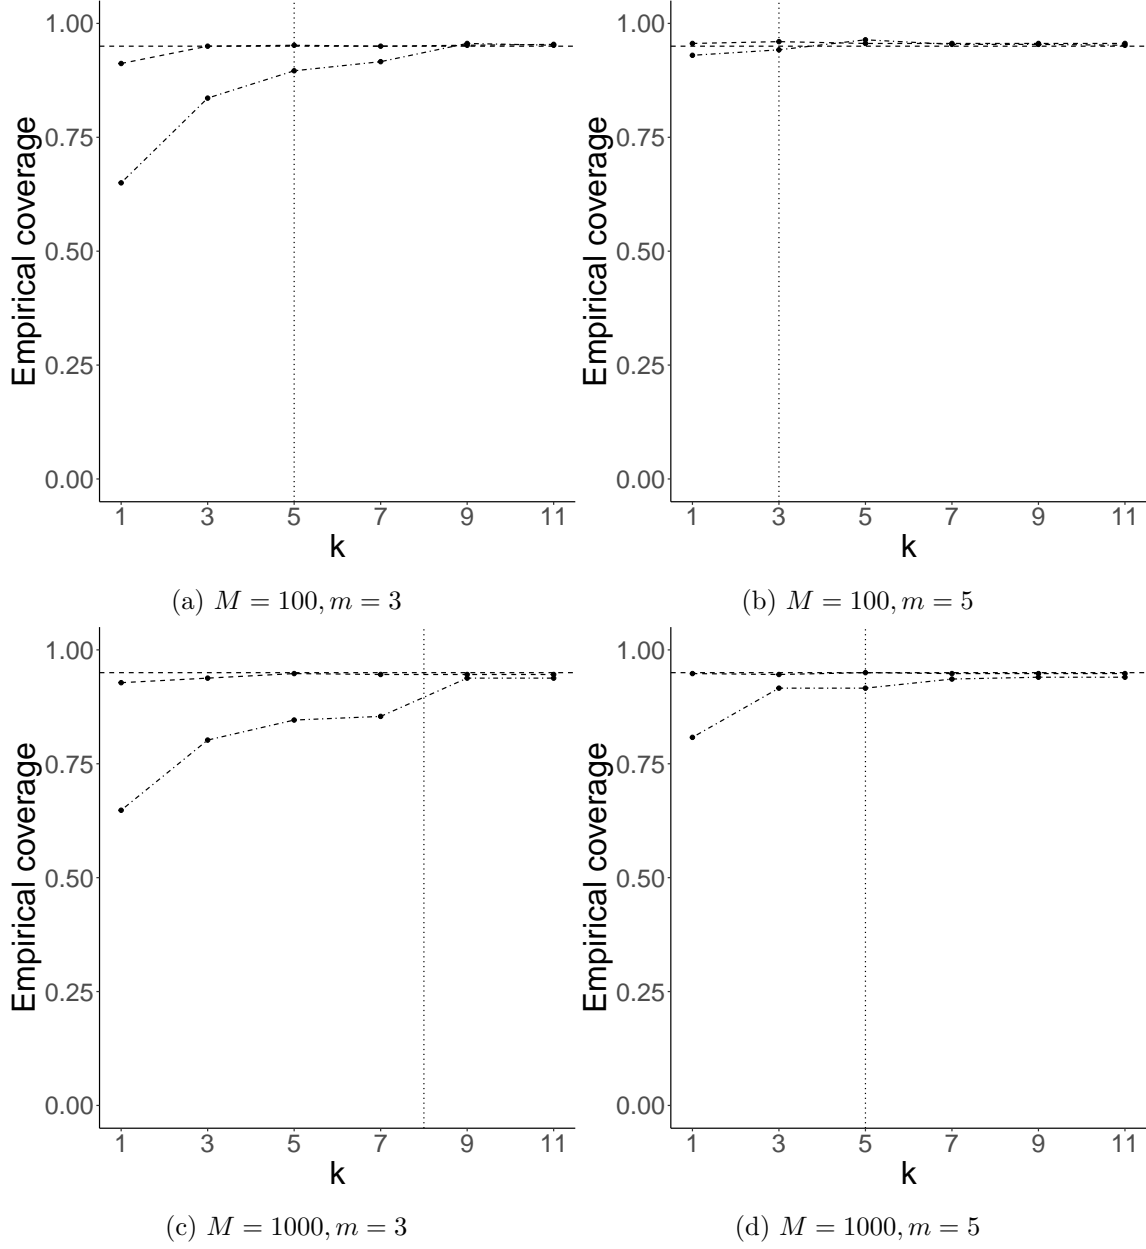 1.00
0.75
0.50
0.25
0.00
Empirical coverage
1 3 5 7 9 11
k
(a) M = 100, m = 3
1.00
0.75
0.50
0.25
0.00
Empirical coverage
1 3 5 7 9 11
k
(b) M = 100, m = 5
1.00
0.75
0.50
0.25
0.00
Empirical coverage
1 3 5 7 9 11
k
(c) M = 1000, m = 3
1.00
0.75
0.50
0.25
0.00
Empirical coverage
1 3 5 7 9 11
k
(d) M = 1000, m = 5